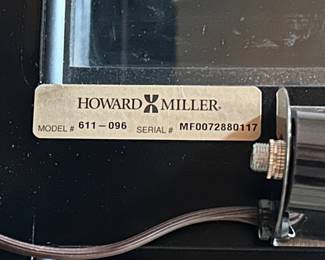 HOWARD MILLER®
MODEL # 611-096 SERIAL # MF0072880117